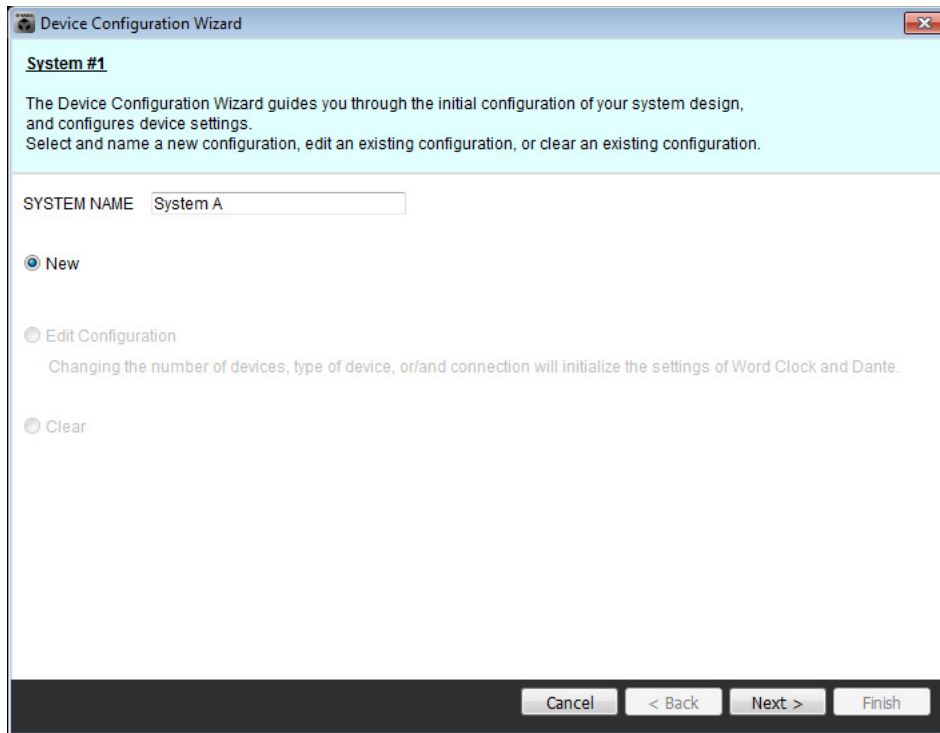 Device Configuration Wizard
System #1
The Device Configuration Wizard guides you through the initial configuration of your system design,
and configures device settings.
Select and name a new configuration, edit an existing configuration, or clear an existing configuration.
SYSTEM NAME System A
New
Edit Configuration
Changing the number of devices, type of device, or/and connection will initialize the settings of Word Clock and Dante.
Clear
Cancel < Back Next > Finish